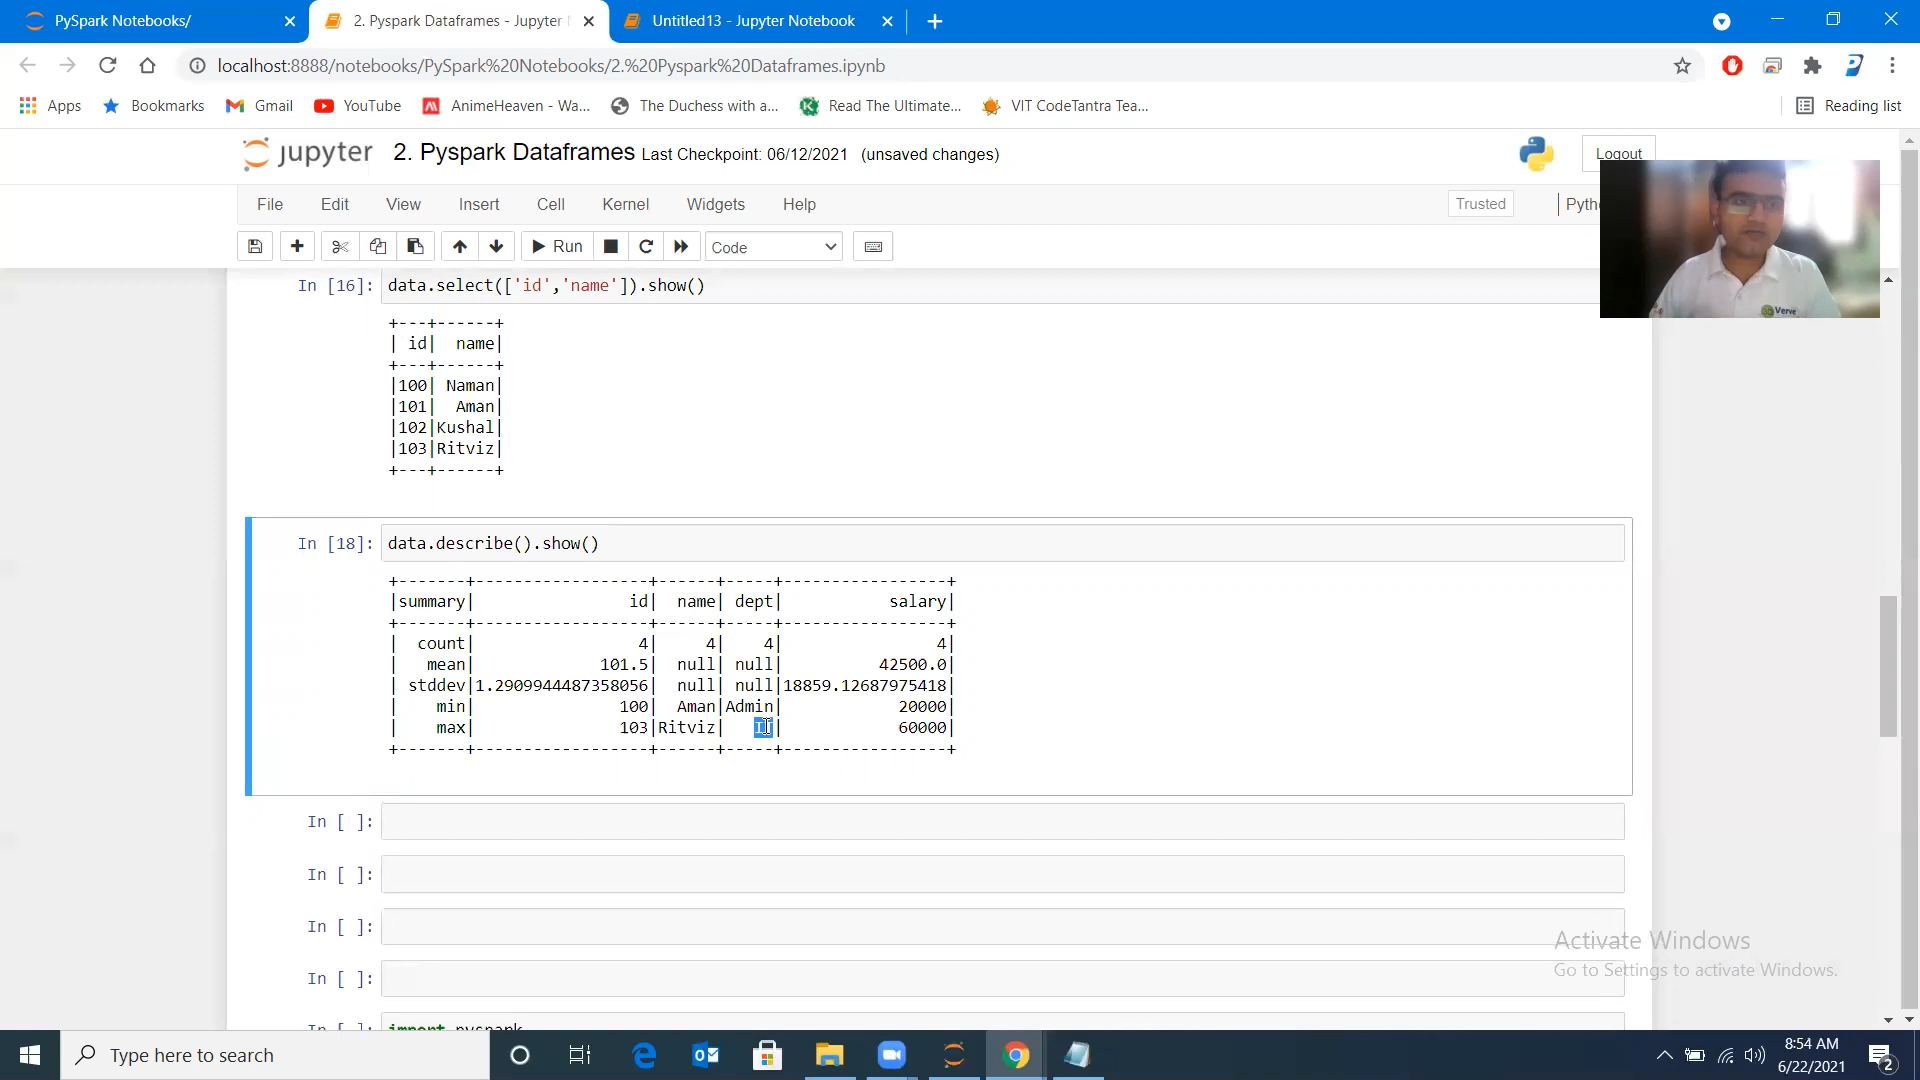 PySpark Notebooks/
2. Pyspark Dataframes - Jupyter
Untitled13 - Jupyter Notebook
localhost:8888/notebooks/PySpark%20Notebooks/2.%20Pyspark%20Dataframes.ipynb
Apps
Bookmarks
Gmail
YouTube
AnimeHeaven - Wa...
The Duchess with a...
Read The Ultimate...
VIT CodeTantra Tea...
Reading list
jupyter 2. Pyspark Dataframes Last Checkpoint: 06/12/2021 (unsaved changes)
Logout
File Edit View Insert Cell Kernel Widgets Help
Trusted
Run
Code
Verve
In [16]: data.select(['id','name']).show()
+---+------+
| id|  name|
+---+------+
|100| Naman|
|101|  Aman|
|102|Kushal|
|103|Ritviz|
+---+------+
In [18]: data.describe().show()
+-------+------------------+------+-----+-----------------+
|summary|                id|  name| dept|           salary|
+-------+------------------+------+-----+-----------------+
|  count|                 4|     4|    4|                4|
|   mean|             101.5|  null| null|          42500.0|
| stddev|1.2909944487358056|  null| null|18859.12687975418|
|    min|               100|  Aman|Admin|            20000|
|    max|               103|Ritviz|     |            60000|
+-------+------------------+------+-----+-----------------+
In [ ]:
In [ ]:
In [ ]:
In [ ]:
In [ ]: import pyspark
Activate Windows
Go to Settings to activate Windows.
Type here to search
8:54 AM
6/22/2021
2